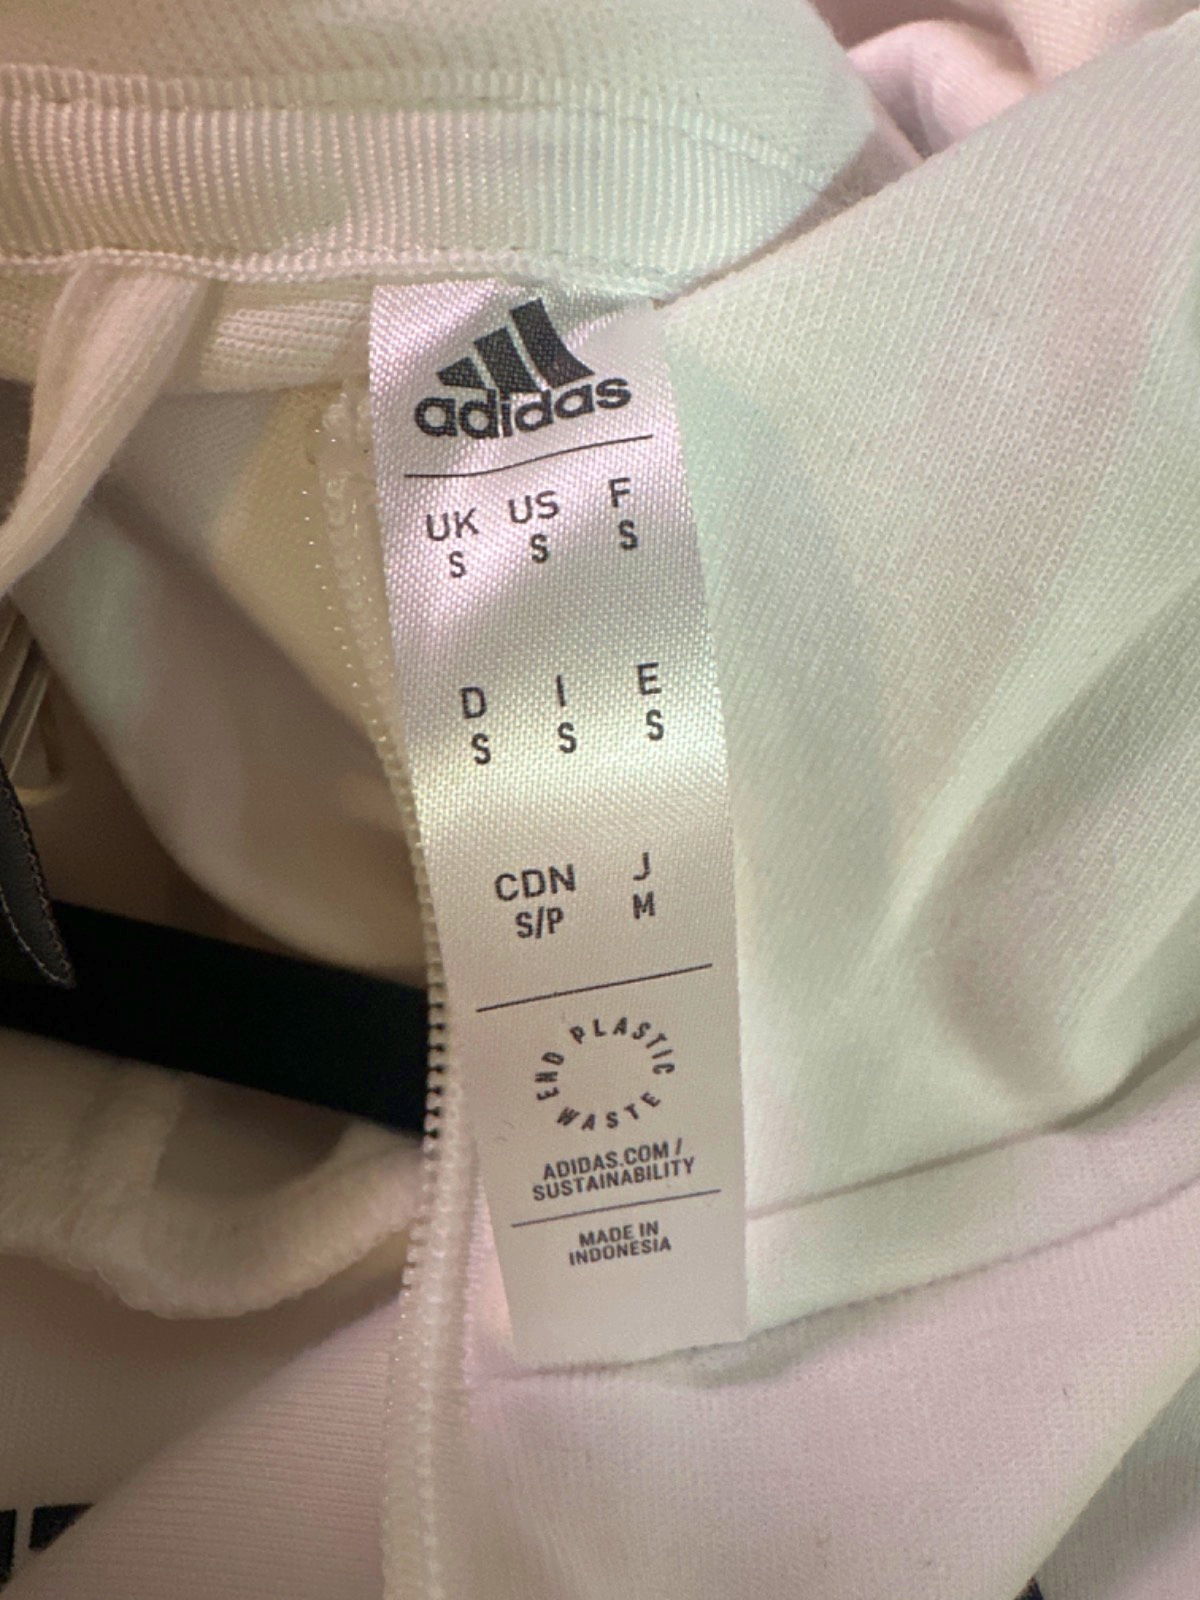 adidas
UK US F
S S S
D I E
S S S
CDN J
S/P M
END PLASTIC WASTE
ADIDAS.COM /
SUSTAINABILITY
MADE IN
INDONESIA